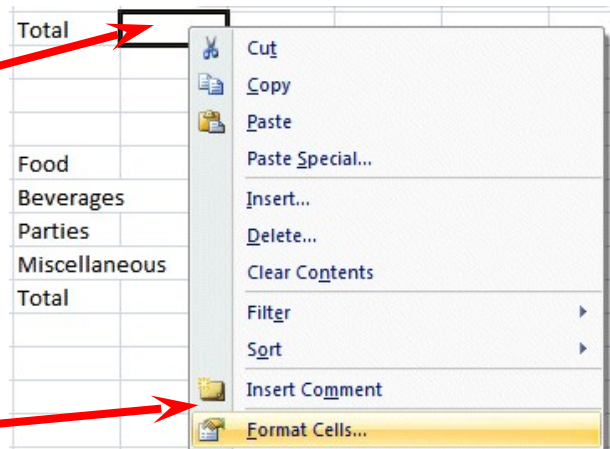 Total
Cut
Copy
Paste
Food
Paste Special...
Beverages
Insert...
Parties
Delete...
Miscellaneous
Clear Contents
Total
Filter
Sort
Insert Comment
Format Cells...